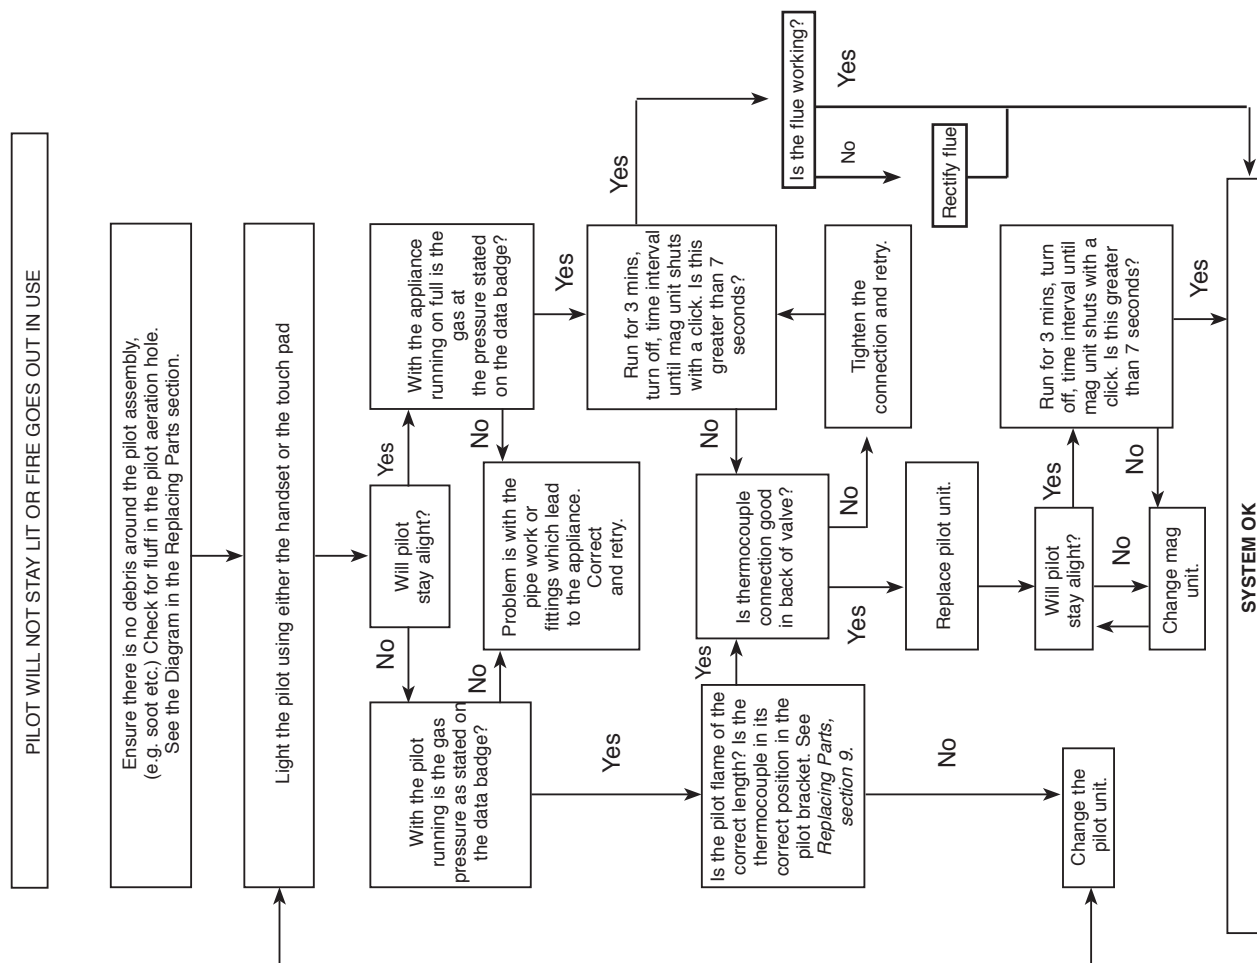 PILOT WILL NOT STAY LIT OR FIRE GOES OUT IN USE
Ensure there is no debris around the pilot assembly,
(e.g. soot etc.) Check for fluff in the pilot aeration hole.
See the Diagram in the Replacing Parts section.
Light the pilot using either the handset or the touch pad
Will pilot
stay alight?
No
Yes
With the pilot
running is the gas
pressure as stated on
the data badge?
No
Yes
With the appliance
running on full is the
gas at
the pressure stated
on the data badge?
No
Yes
Problem is with the
pipe work or
fittings which lead
to the appliance.
Correct
and retry.
Is the pilot flame of the
correct length? Is the
thermocouple in its
correct position in the
pilot bracket. See
Replacing Parts,
section 9.
Yes
No
Is thermocouple
connection good
in back of valve?
Yes
No
Run for 3 mins,
turn off, time interval
until mag unit shuts
with a click. Is this
greater than 7
seconds?
No
Yes
Is the flue working?
No
Yes
Rectify flue
Tighten the
connection and retry.
Replace pilot unit.
Will pilot
stay alight?
Yes
No
Change mag
unit.
Run for 3 mins, turn
off, time interval until
mag unit shuts with a
click. Is this greater
than 7 seconds?
No
Yes
Change the
pilot unit.
SYSTEM OK